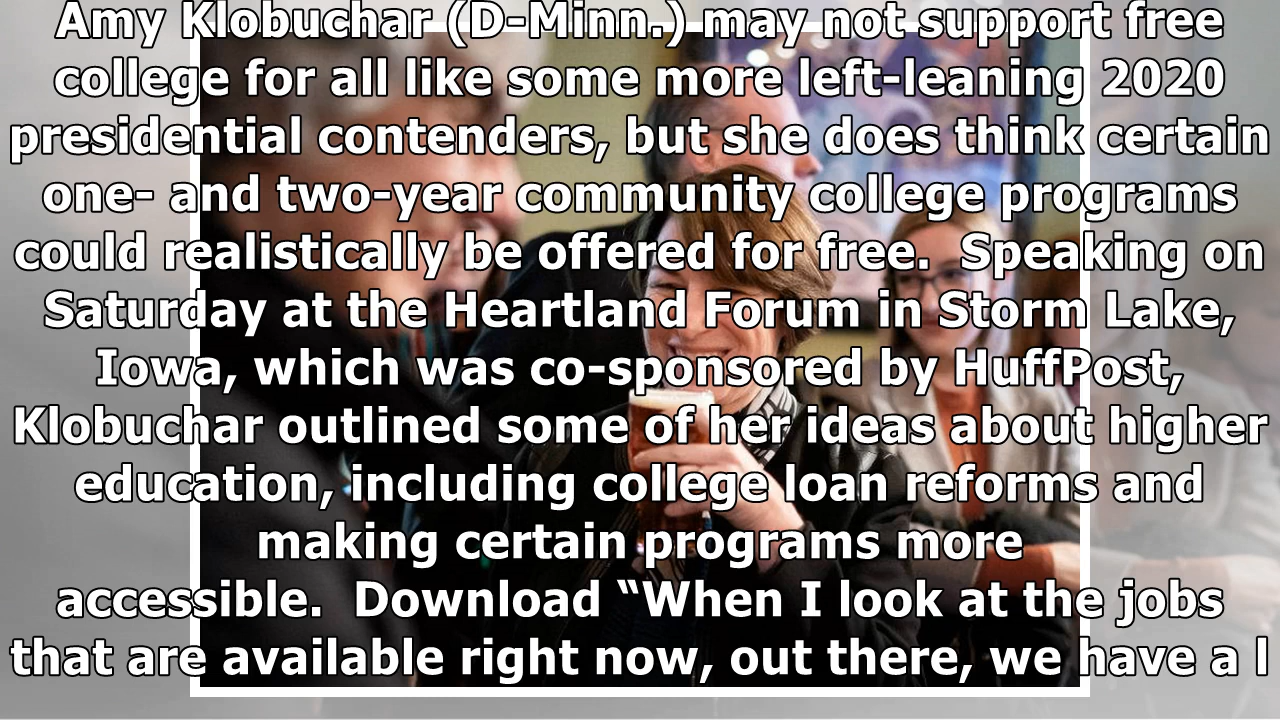 Amy Klobuchar (D-Minn.) may not support free
college for all like some more left-leaning 2020
presidential contenders, but she does think certain
one- and two-year community college programs
could realistically be offered for free.  Speaking on
Saturday at the Heartland Forum in Storm Lake,
Iowa, which was co-sponsored by HuffPost,
Klobuchar outlined some of her ideas about higher
education, including college loan reforms and
making certain programs more
accessible.  Download “When I look at the jobs
that are available right now, out there, we have a l